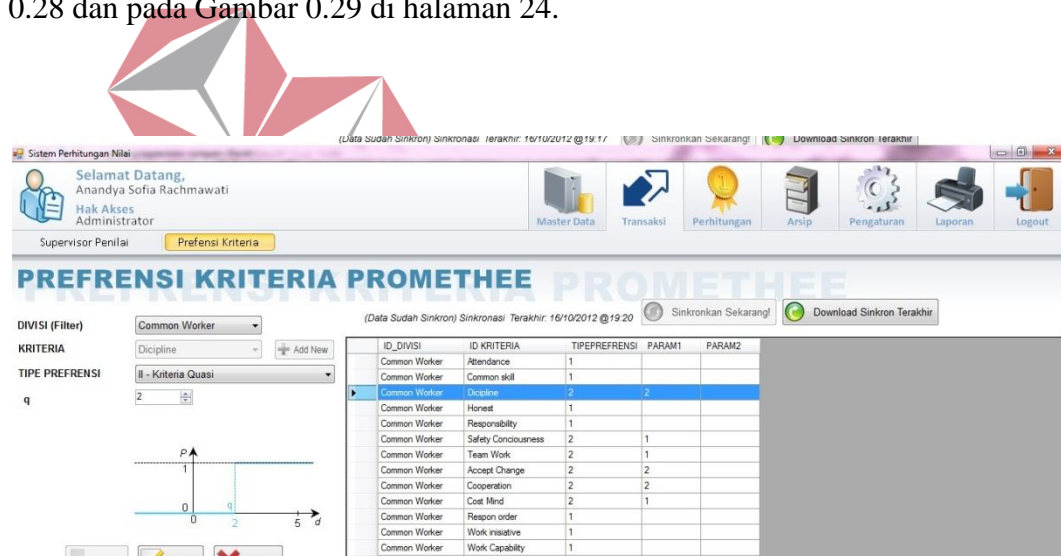 0.28 dan pada Gambar 0.29 di halaman 24.
(Data Sudah Sinkron) Sinkronasi Terakhir: 16/10/2012 @ 19:17 Sinkronkan Sekarang! Download Sinkron Terakhir
Sistem Perhitungan Nilai
Selamat Datang,
Anandya Sofia Rachmawati
Hak Akses
Administrator
Master Data Transaksi Perhitungan Arsip Pengaturan Laporan Logout
Supervisor Penilai Prefensi Kriteria
PREFRENSI KRITERIA PROMETHEE
(Data Sudah Sinkron) Sinkronasi Terakhir: 16/10/2012 @ 19:20 Sinkronkan Sekarang! Download Sinkron Terakhir
DIVISI (Filter) Common Worker
KRITERIA Dicipline Add New
TIPE PREFRENSI II - Kriteria Quasi
q 2
P
1
0 q
0 2 5 d
ID_DIVISI ID KRITERIA TIPEPREFRENSI PARAM1 PARAM2
Common Worker Attendance 1
Common Worker Common skill 1
Common Worker Dicipline 2 2
Common Worker Honest 1
Common Worker Responsibility 1
Common Worker Safety Conciousness 2 1
Common Worker Team Work 2 1
Common Worker Accept Change 2 2
Common Worker Cooperation 2 2
Common Worker Cost Mind 2 1
Common Worker Respon order 1
Common Worker Work inisiative 1
Common Worker Work Capability 1